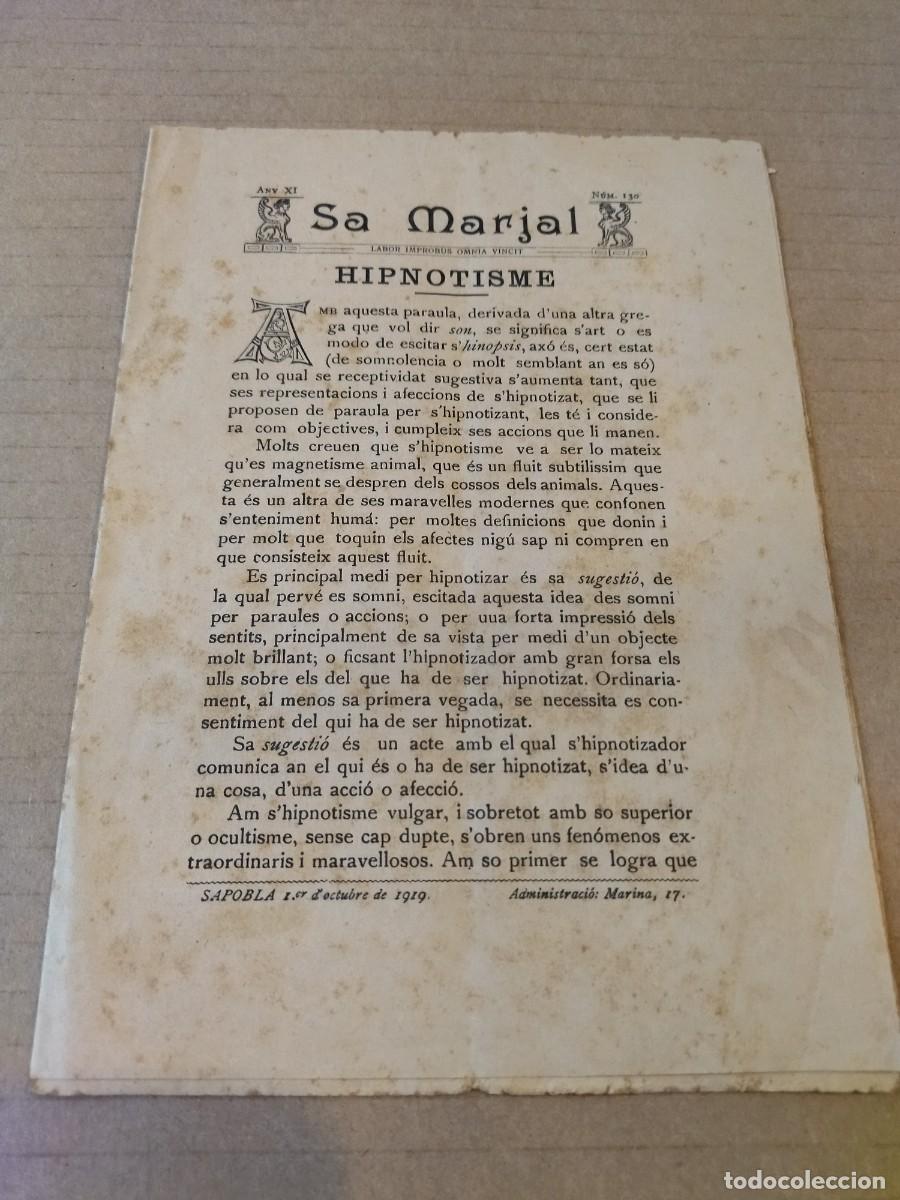 ANY XI
NÚM. 130
Sa Marjal
LABOR IMPROBUS OMNIA VINCIT
HIPNOTISME
AMB aquesta paraula, derivada d'una altra gre-
ga que vol dir son, se significa s'art o es
modo de escitar s'hinopsis, axó és, cert estat
(de somnolencia o molt semblant an es só)
en lo qual se receptividat sugestiva s'aumenta tant, que
ses representacions i afeccions de s'hipnotizat, que se li
proposen de paraula per s'hipnotizant, les té i conside-
ra com objectives, i cumpleix ses accions que li manen.
Molts creuen que s'hipnotisme ve a ser lo mateix
qu'es magnetisme animal, que és un fluit subtilissim que
generalment se despren dels cossos dels animals. Aques-
ta és un altra de ses maravelles modernes que confonen
s'enteniment humá: per moltes definicions que donin i
per molt que toquin els afectes nigú sap ni compren en
que consisteix aquest fluit.
Es principal medi per hipnotizar és sa sugestió, de
la qual pervé es somni, escitada aquesta idea des somni
per paraules o accions; o per uua forta impressió dels
sentits, principalment de sa vista per medi d'un objecte
molt brillant; o ficsant l'hipnotizador amb gran forsa els
ulls sobre els del que ha de ser hipnotizat. Ordinaria-
ment, al menos sa primera vegada, se necessita es con-
sentiment del qui ha de ser hipnotizat.
Sa sugestió és un acte amb el qual s'hipnotizador
comunica an el qui és o ha de ser hipnotizat, s'idea d'u-
na cosa, d'una acció o afecció.
Am s'hipnotisme vulgar, i sobretot amb so superior
o ocultisme, sense cap dupte, s'obren uns fenómenos ex-
traordinaris i maravellosos. Am so primer se logra que
SAPOBLA 1.er d'octubre de 1919.
Administració: Marina, 17.
todocoleccion